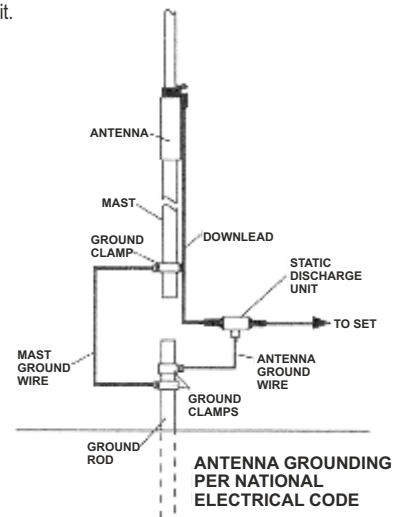 it.
ANTENNA
MAST
GROUND
CLAMP
DOWNLEAD
STATIC
DISCHARGE
UNIT
TO SET
MAST
GROUND
WIRE
ANTENNA
GROUND
WIRE
GROUND
CLAMPS
GROUND
ROD
ANTENNA GROUNDING
PER NATIONAL
ELECTRICAL CODE